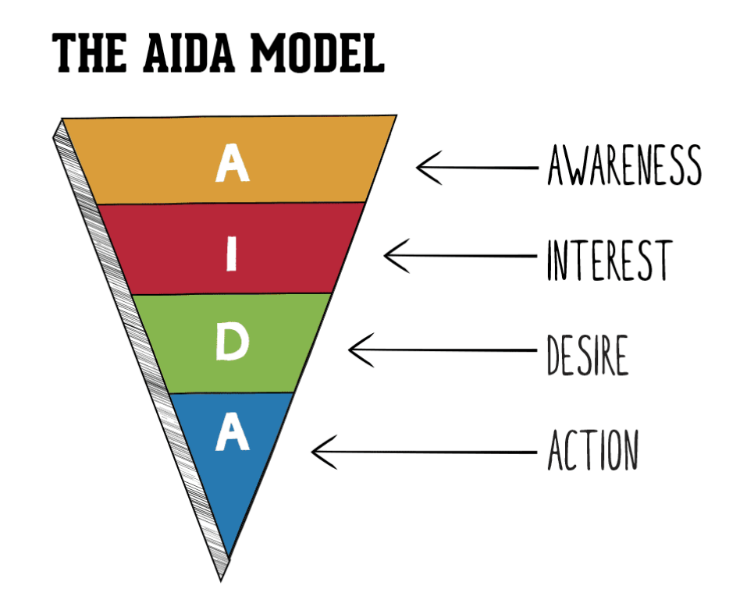 THE AIDA MODEL
A
AWARENESS
I
INTEREST
D
DESIRE
A
ACTION